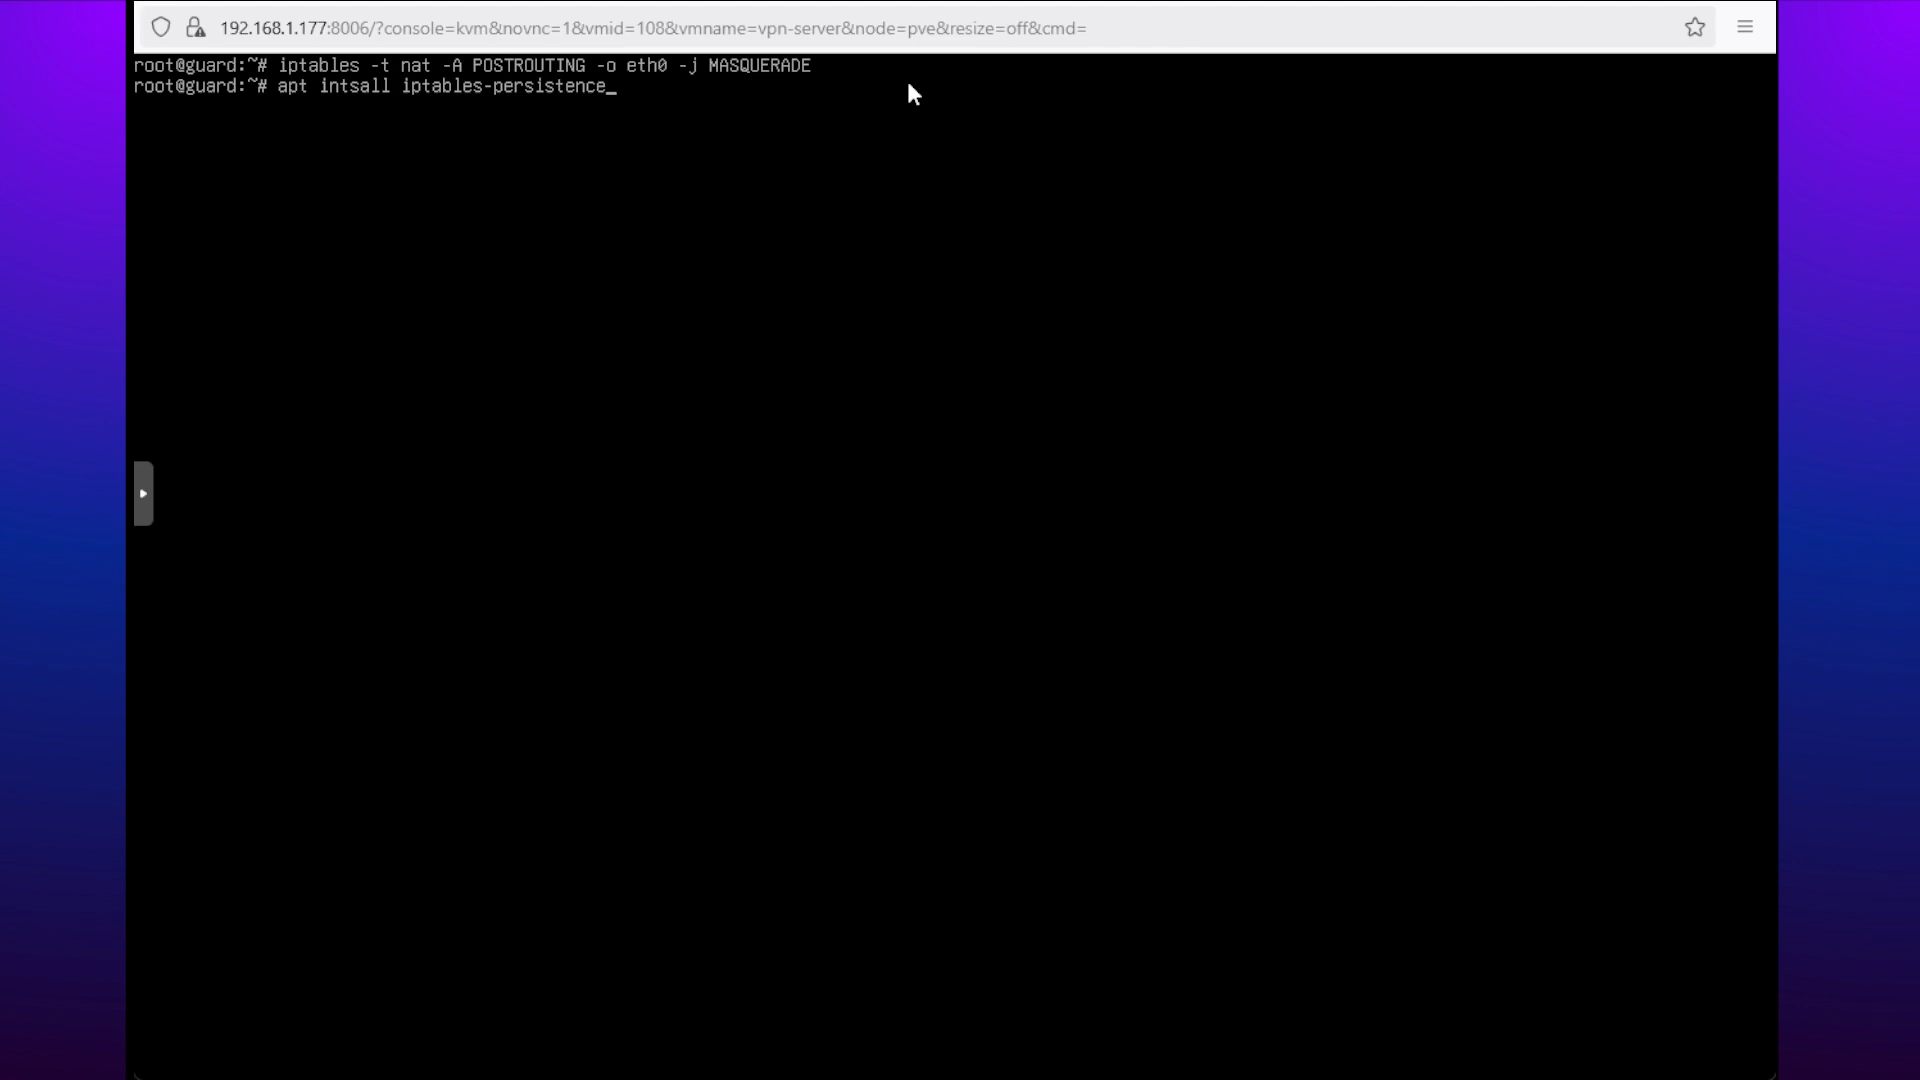 192.168.1.177:8006/?console=kvm&novnc=1&vmid=108&vmname=vpn-server&node=pve&resize=off&cmd=
root@guard:~# iptables -t nat -A POSTROUTING -o eth0 -j MASQUERADE
root@guard:~# apt intsall iptables-persistence_